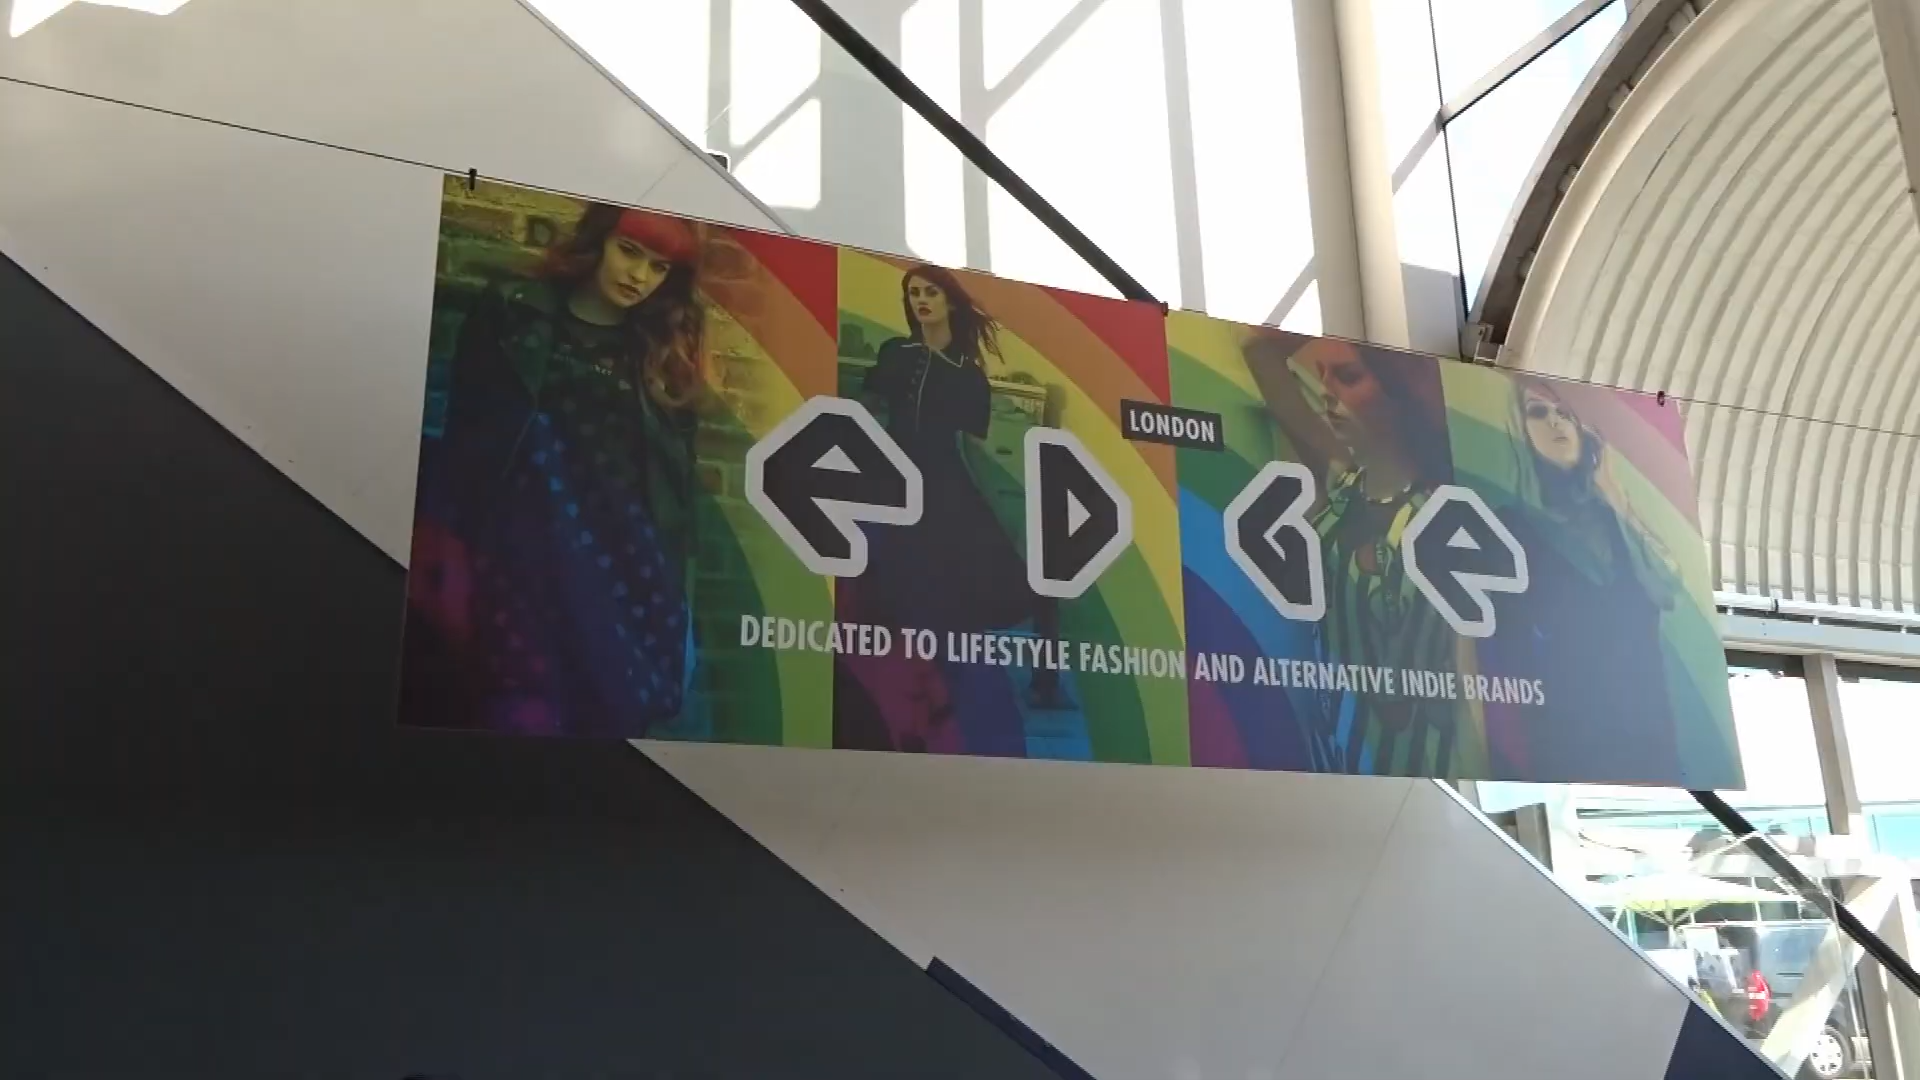 LONDON
eDGe
DEDICATED TO LIFESTYLE FASHION AND ALTERNATIVE INDIE BRANDS